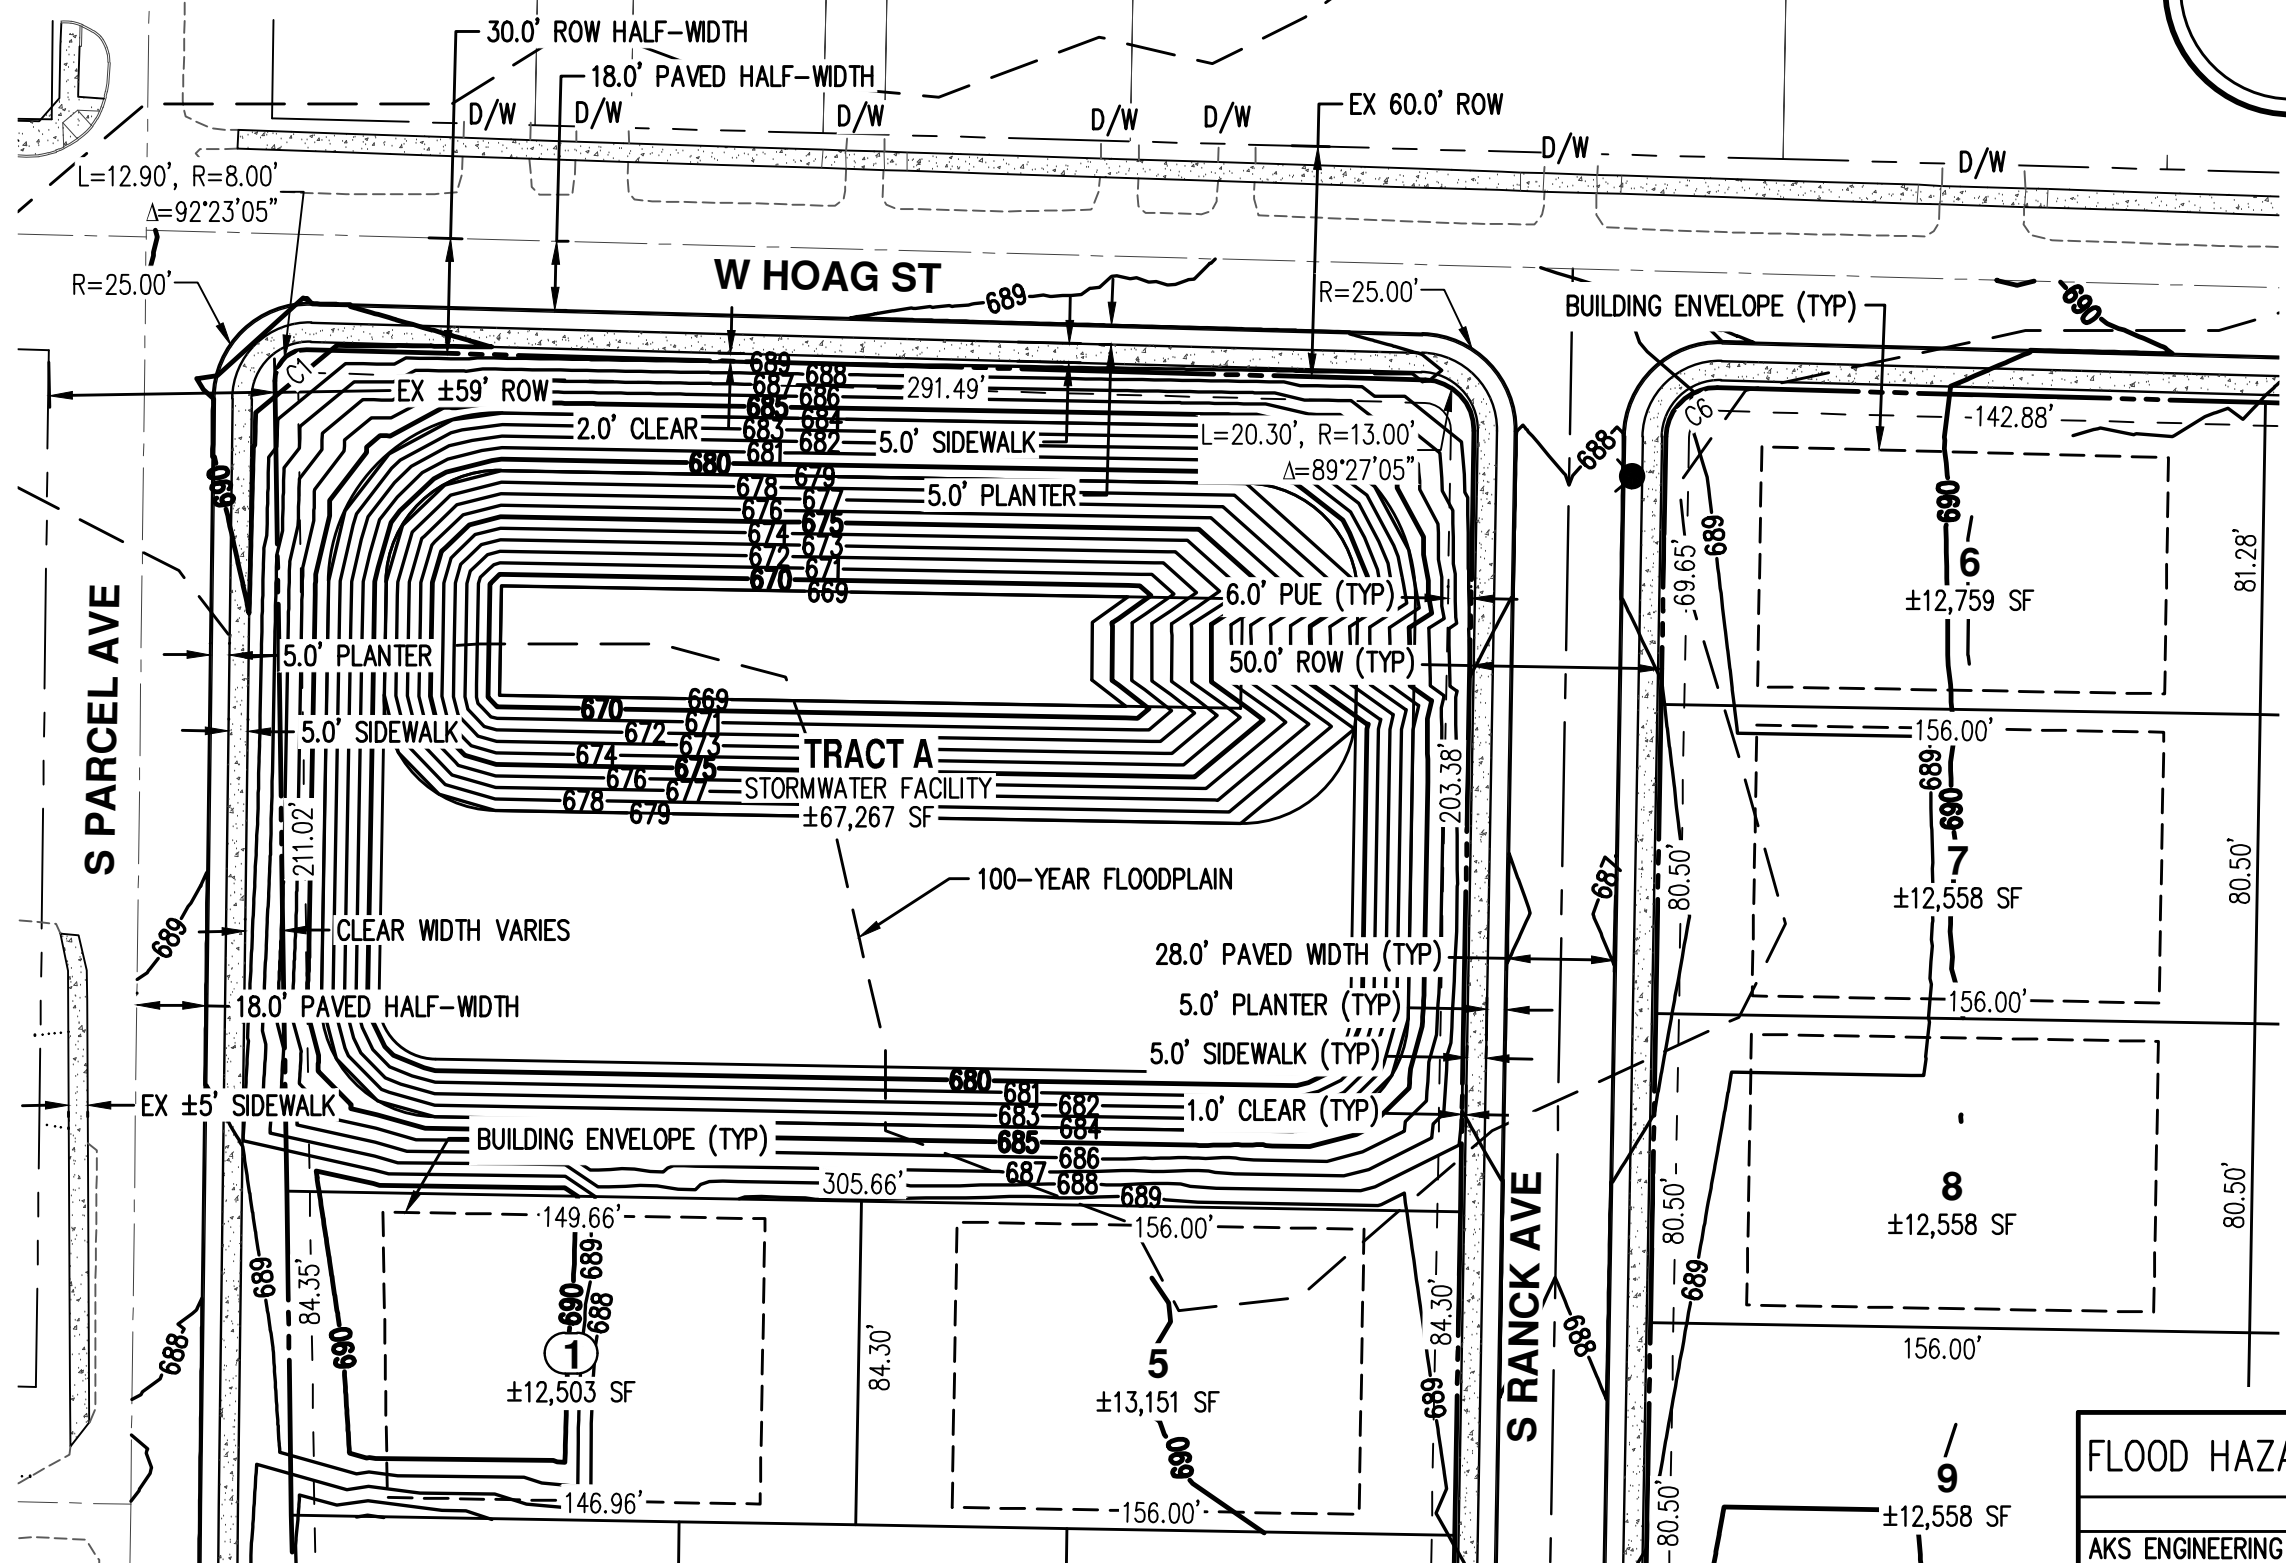 30.0' ROW HALF-WIDTH
18.0' PAVED HALF-WIDTH
D/W
D/W
D/W
D/W
D/W
EX 60.0' ROW
D/W
D/W
L=12.90', R=8.00'
Δ=92°23'05"
R=25.00'
W HOAG ST
689
R=25.00'
BUILDING ENVELOPE (TYP)
690
C1
EX ±59' ROW
689
688
687
686
685
684
683
682
681
680
679
678
677
676
675
674
673
672
671
670
669
291.49'
2.0' CLEAR
5.0' SIDEWALK
5.0' PLANTER
L=20.30', R=13.00'
Δ=89°27'05"
688
C6
142.88'
690
689
690
69.65'
6
±12,759 SF
81.28'
6.0' PUE (TYP)
50.0' ROW (TYP)
S PARCEL AVE
5.0' PLANTER
5.0' SIDEWALK
669
670
671
672
673
674
675
676
677
678
679
TRACT A
STORMWATER FACILITY
±67,267 SF
211.02'
203.38'
156.00'
689
690
7
±12,558 SF
80.50'
80.50'
687
100-YEAR FLOODPLAIN
CLEAR WIDTH VARIES
689
28.0' PAVED WIDTH (TYP)
18.0' PAVED HALF-WIDTH
5.0' PLANTER (TYP)
156.00'
5.0' SIDEWALK (TYP)
EX ±5' SIDEWALK
1.0' CLEAR (TYP)
680
681
682
683
684
685
686
687
688
689
BUILDING ENVELOPE (TYP)
305.66'
8
±12,558 SF
80.50'
80.50'
149.66'
156.00'
689
84.35'
690
689
690
688
1
±12,503 SF
84.30'
5
±13,151 SF
690
84.30'
689
S RANCK AVE
688
689
688
156.00'
146.96'
156.00'
9
±12,558 SF
80.50'
FLOOD HAZA
AKS ENGINEERING